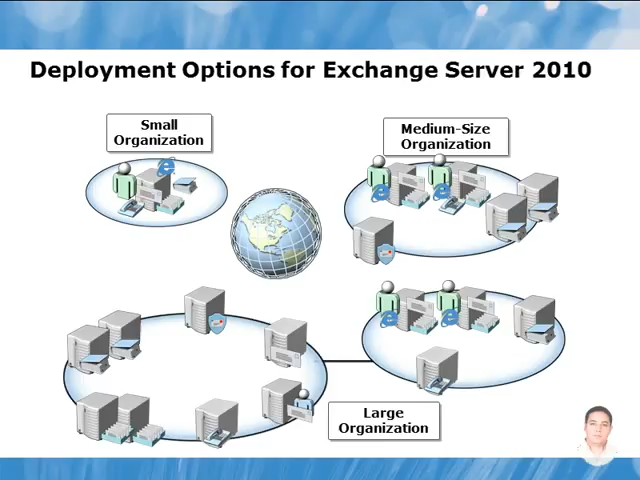 Deployment Options for Exchange Server 2010
Small
Organization
Medium-Size
Organization
Large
Organization